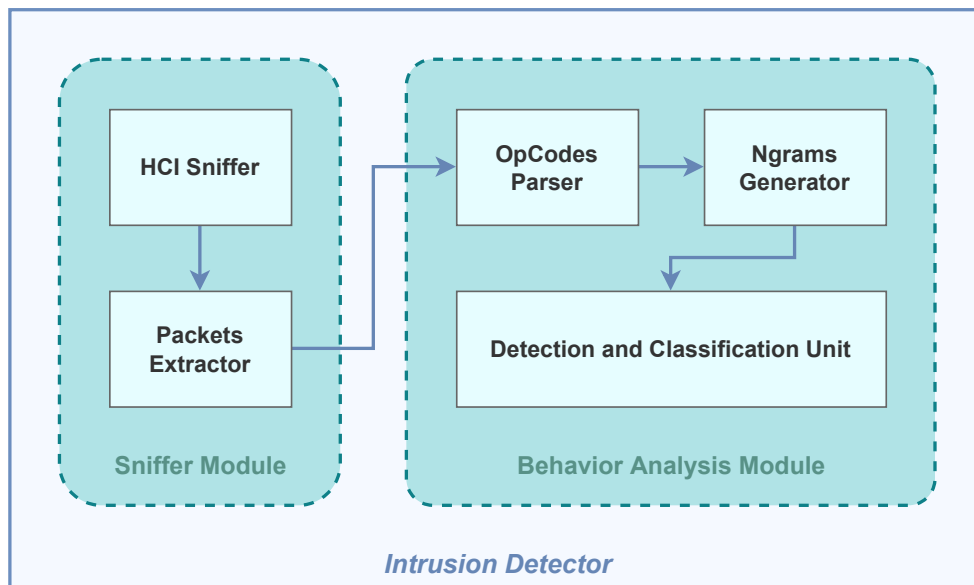 HCI Sniffer
Packets
Extractor
Sniffer Module
OpCodes
Parser
Ngrams
Generator
Detection and Classification Unit
Behavior Analysis Module
Intrusion Detector